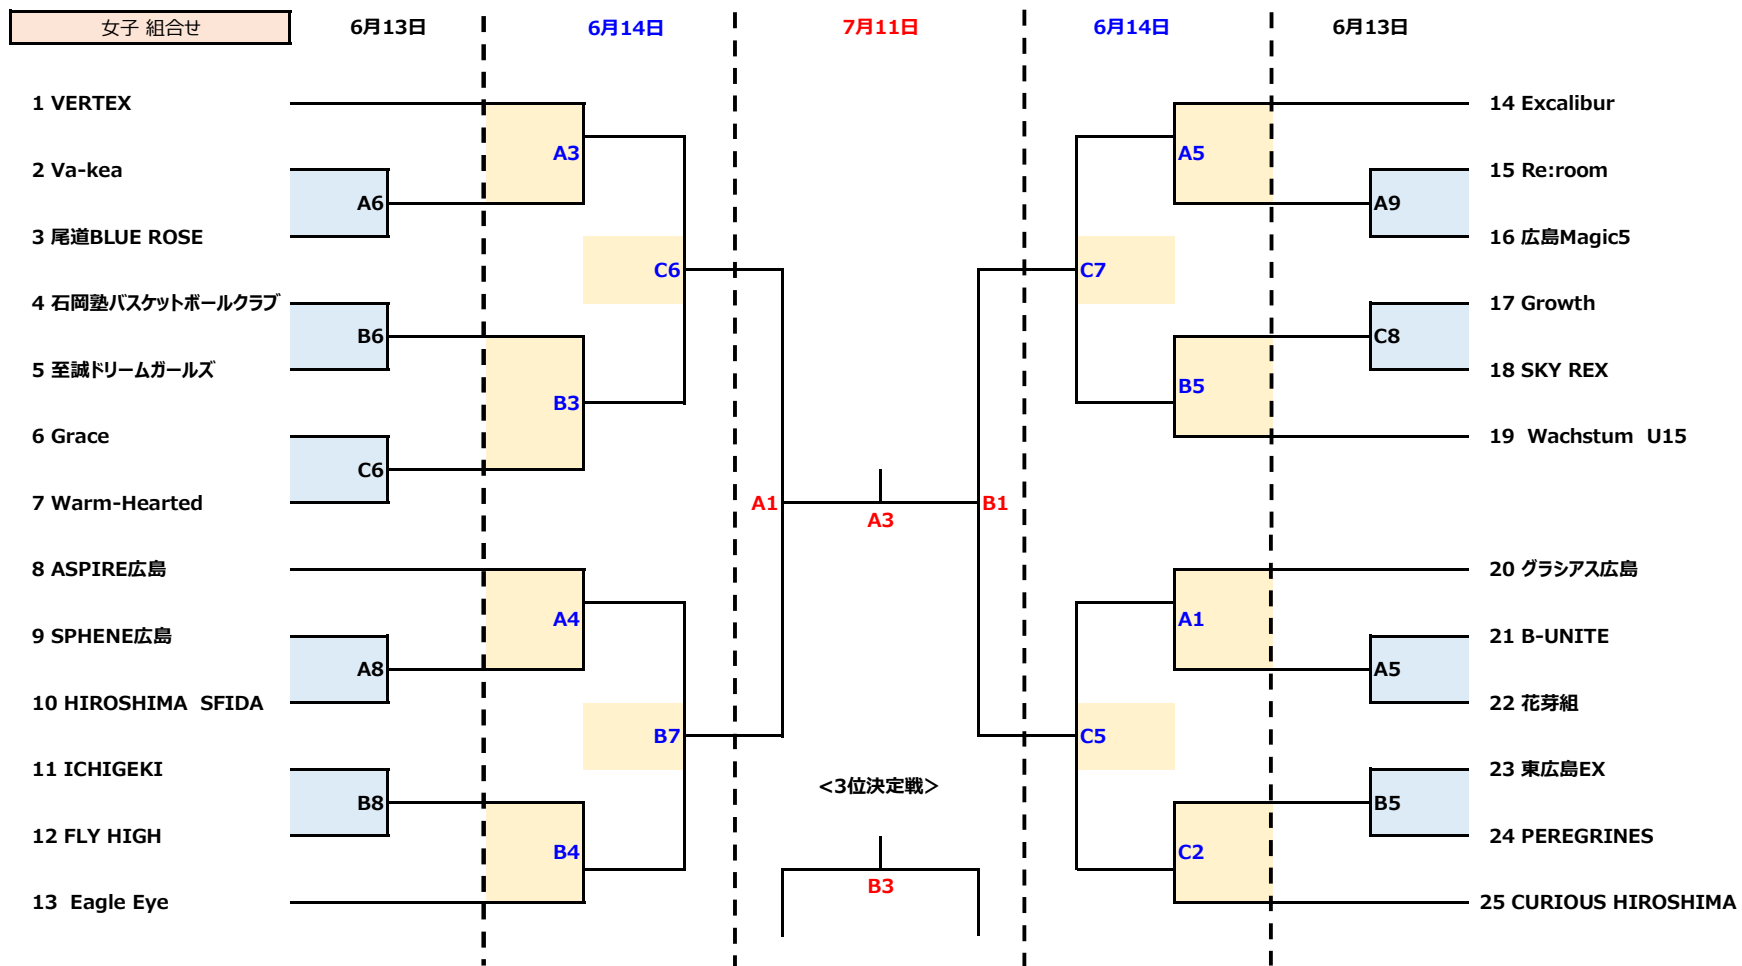 女子 組合せ
6月13日
6月14日
7月11日
6月14日
6月13日
1 VERTEX
2 Va-kea
3 尾道BLUE ROSE
4 石岡塾バスケットボールクラブ
5 至誠ドリームガールズ
6 Grace
7 Warm-Hearted
8 ASPIRE広島
9 SPHENE広島
10 HIROSHIMA SFIDA
11 ICHIGEKI
12 FLY HIGH
13 Eagle Eye
A6
B6
C6
A8
B8
A3
B3
A4
B4
C6
B7
A1
A3
B1
<3位決定戦>
B3
C7
C5
A5
B5
A1
C2
A9
C8
A5
B5
14 Excalibur
15 Re:room
16 広島Magic5
17 Growth
18 SKY REX
19 Wachstum U15
20 グラシアス広島
21 B-UNITE
22 花芽組
23 東広島EX
24 PEREGRINES
25 CURIOUS HIROSHIMA